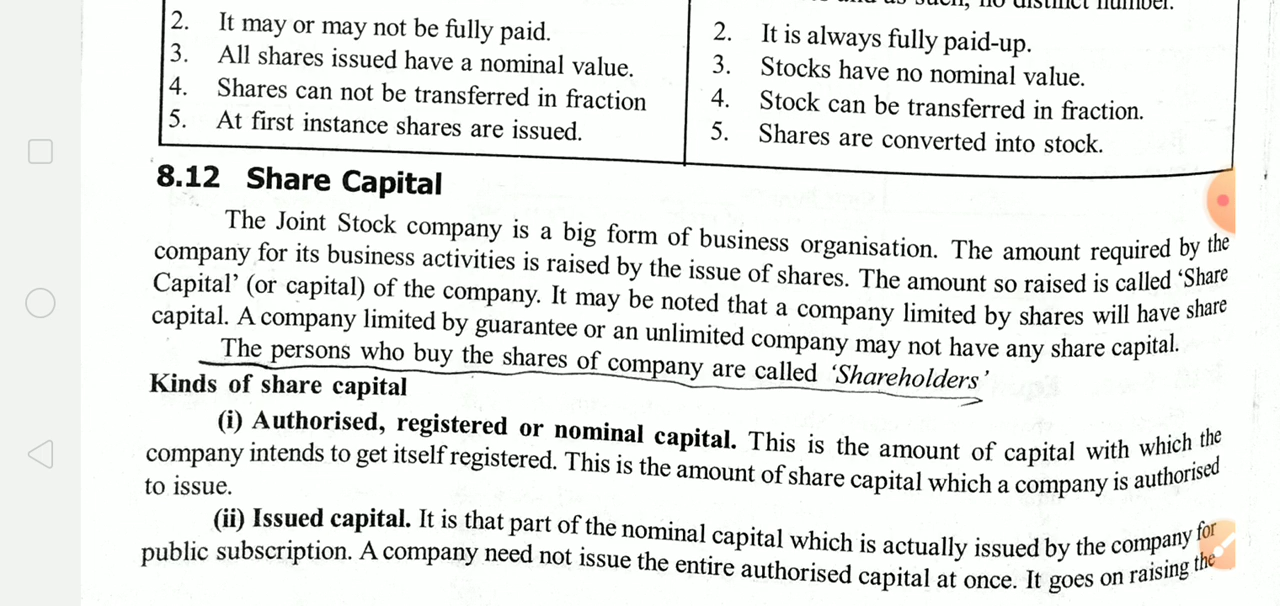 no distinct number.
2. It may or may not be fully paid.
3. All shares issued have a nominal value.
4. Shares can not be transferred in fraction
5. At first instance shares are issued.
2. It is always fully paid-up.
3. Stocks have no nominal value.
4. Stock can be transferred in fraction.
5. Shares are converted into stock.
8.12 Share Capital
The Joint Stock company is a big form of business organisation. The amount required by the
company for its business activities is raised by the issue of shares. The amount so raised is called ‘Share
Capital’ (or capital) of the company. It may be noted that a company limited by shares will have share
capital. A company limited by guarantee or an unlimited company may not have any share capital.
The persons who buy the shares of company are called ‘Shareholders’
Kinds of share capital
(i) Authorised, registered or nominal capital. This is the amount of capital with which the
company intends to get itself registered. This is the amount of share capital which a company is authorised
to issue.
(ii) Issued capital. It is that part of the nominal capital which is actually issued by the company for
public subscription. A company need not issue the entire authorised capital at once. It goes on raising the